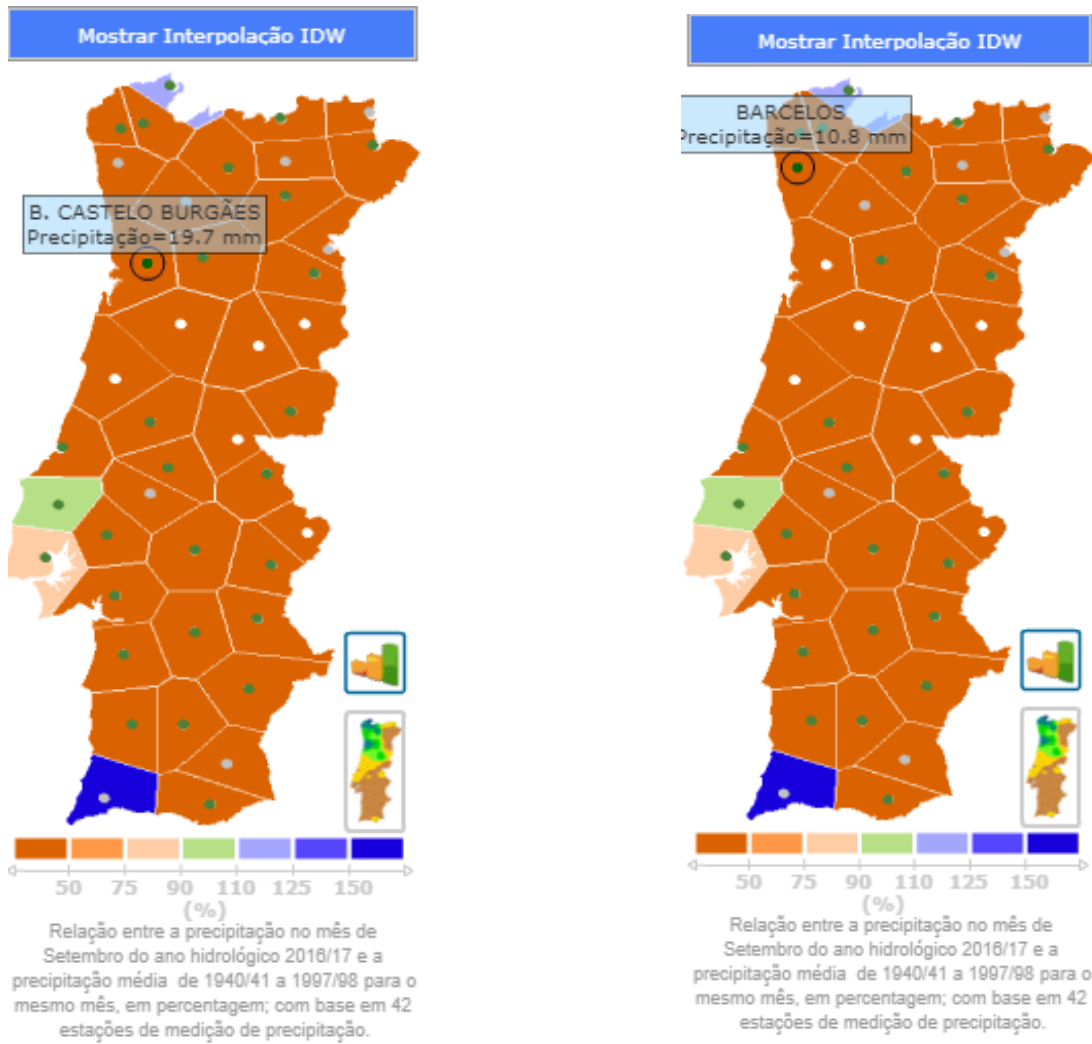 Mostrar Interpolação IDW
B. CASTELO BURGÃES
Precipitação=19.7 mm
50 75 90 110 125 150
(%)
Relação entre a precipitação no mês de
Setembro do ano hidrológico 2016/17 e a
precipitação média de 1940/41 a 1997/98 para o
mesmo mês, em percentagem; com base em 42
estações de medição de precipitação.
Mostrar Interpolação IDW
BARCELOS
Precipitação=10.8 mm
50 75 90 110 125 150
(%)
Relação entre a precipitação no mês de
Setembro do ano hidrológico 2016/17 e a
precipitação média de 1940/41 a 1997/98 para o
mesmo mês, em percentagem; com base em 42
estações de medição de precipitação.